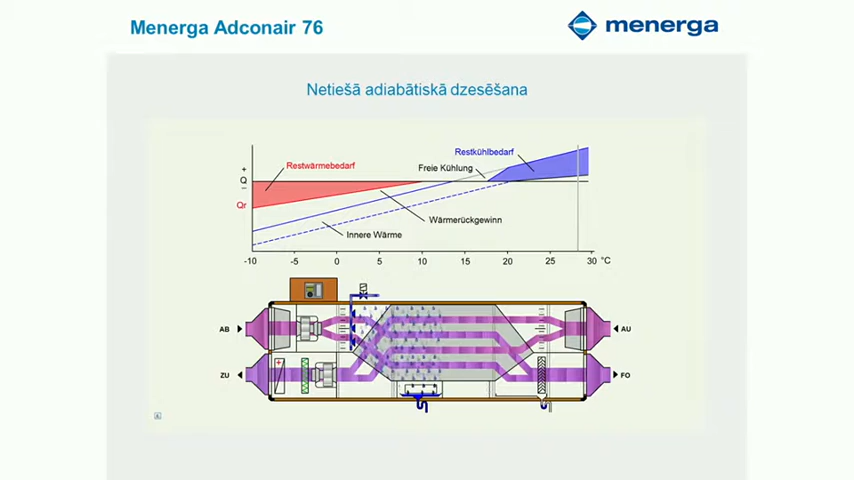 Menerga Adconair 76
menerga
Netiešā adiabātiskā dzesēšana
Restkühlbedarf
Restwärmebedarf
Freie Kühlung
+
Q
–
Qr
Wärmerückgewinn
Innere Wärme
-10 -5 0 5 10 15 20 25 30 °C
AB AU
ZU FO